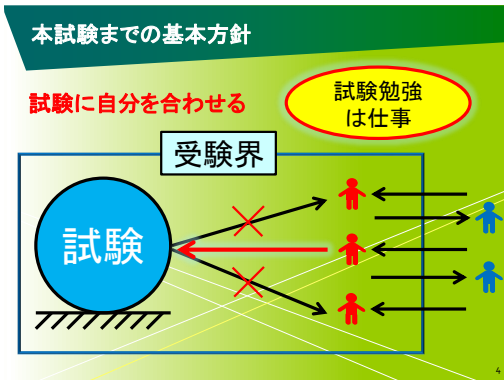 本試験までの基本方針
試験に自分を合わせる
試験勉強
は仕事
受験界
試験
4